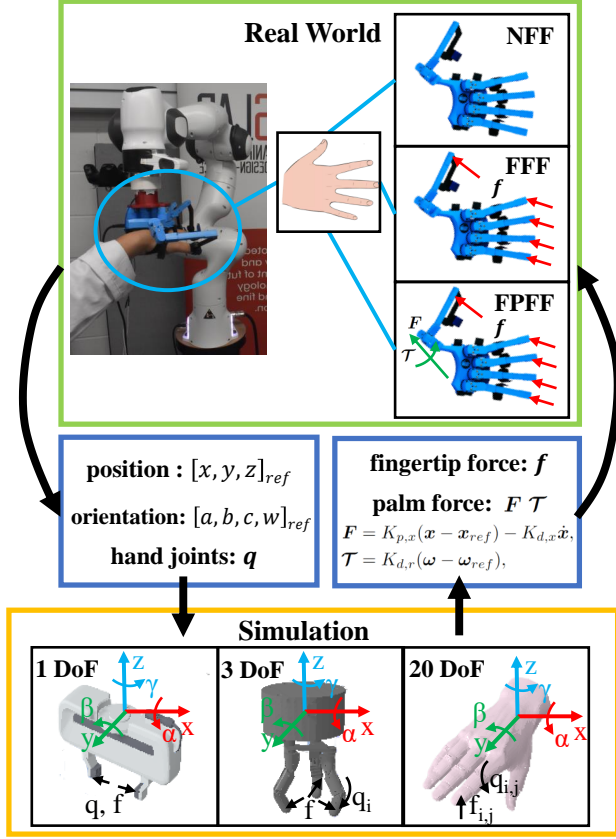 Real World
NFF
FFF
f
FPFF
f
F
𝒯
position : [x, y, z]ref
orientation: [a, b, c, w]ref
hand joints: q
fingertip force: f
palm force: F 𝒯
F = Kp,x(x − xref) − Kd,xẋ,
𝒯 = Kd,r(ω − ωref),
Simulation
1 DoF
z
γ
β
y
x
α
q, f
3 DoF
z
γ
β
y
x
α
f
qi
20 DoF
z
γ
β
y
x
α
qi,j
fi,j